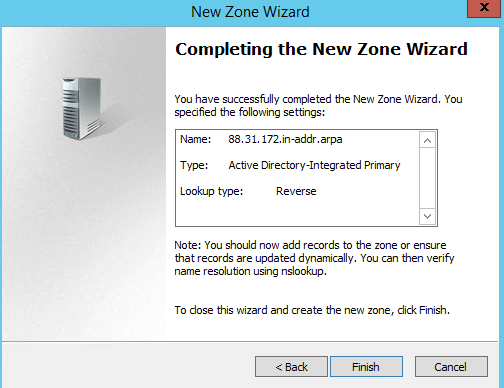 New Zone Wizard
x
Completing the New Zone Wizard
You have successfully completed the New Zone Wizard. You
specified the following settings:
Name: 88.31.172.in-addr.arpa
Type: Active Directory-Integrated Primary
Lookup type: Reverse
Note: You should now add records to the zone or ensure
that records are updated dynamically. You can then verify
name resolution using nslookup.
To close this wizard and create the new zone, click Finish.
< Back Finish Cancel